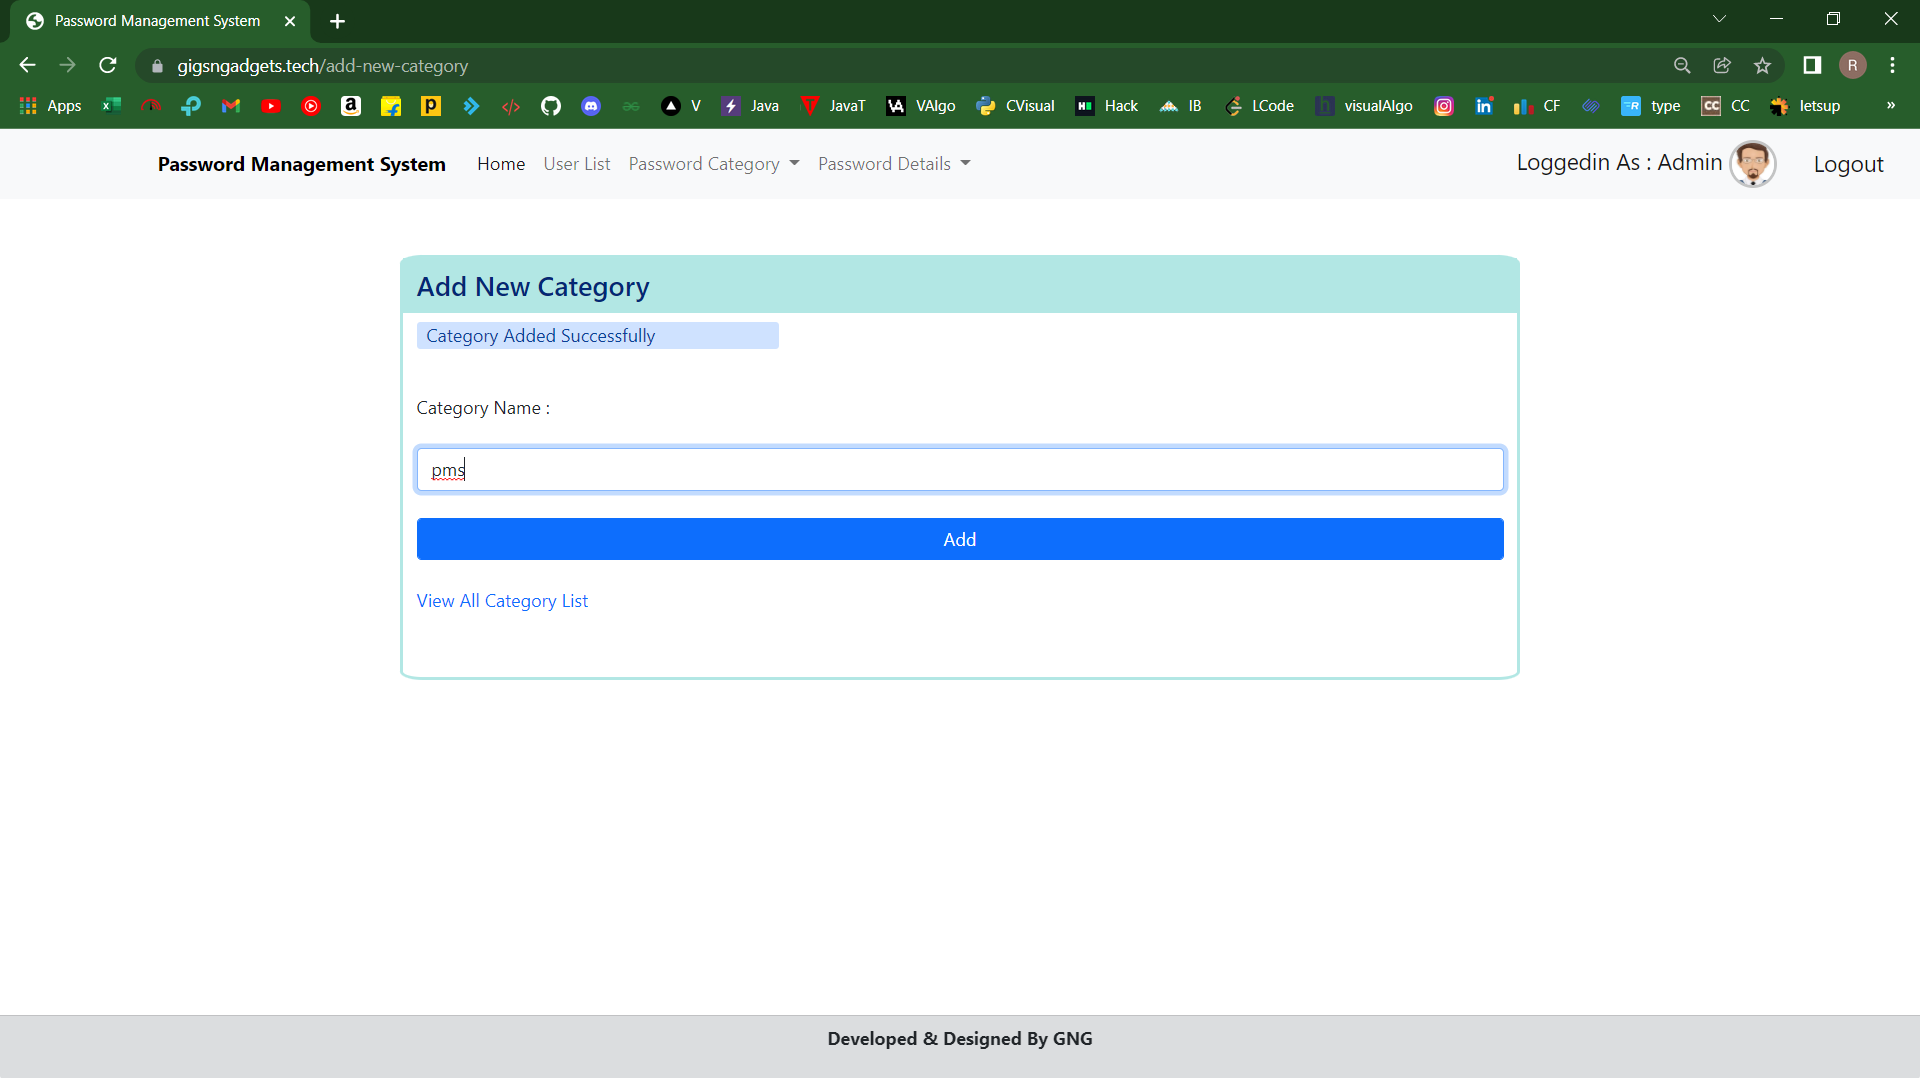 Password Management System
gigsngadgets.tech/add-new-category
R
Apps V Java JavaT VAlgo CVisual Hack IB LCode visualAlgo CF type CC letsup »
Password Management System Home User List Password Category Password Details Loggedin As : Admin Logout
Add New Category
Category Added Successfully
Category Name :
pms
Add
View All Category List
Developed & Designed By GNG